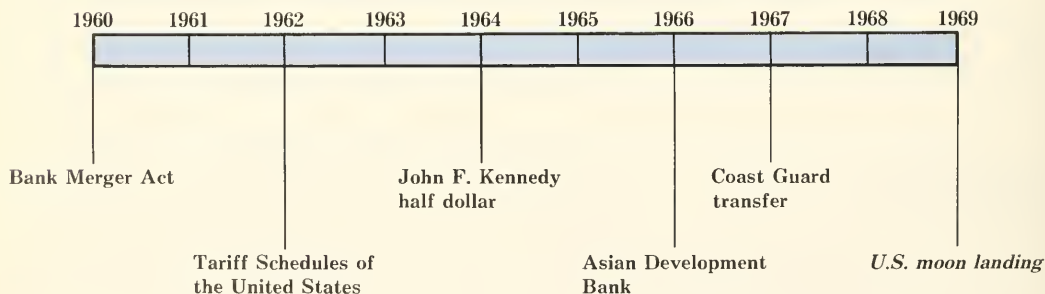 1960 1961 1962 1963 1964 1965 1966 1967 1968 1969
Bank Merger Act
John F. Kennedy
half dollar
Coast Guard
transfer
Tariff Schedules of
the United States
Asian Development
Bank
U.S. moon landing